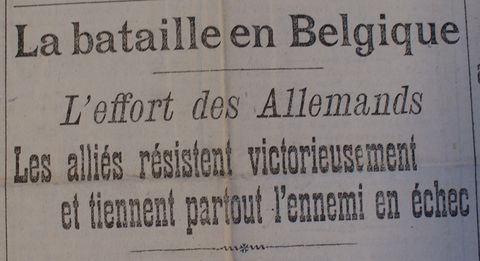 La bataille en Belgique
L'effort des Allemands
Les alliés résistent victorieusement
et tiennent partout l'ennemi en échec